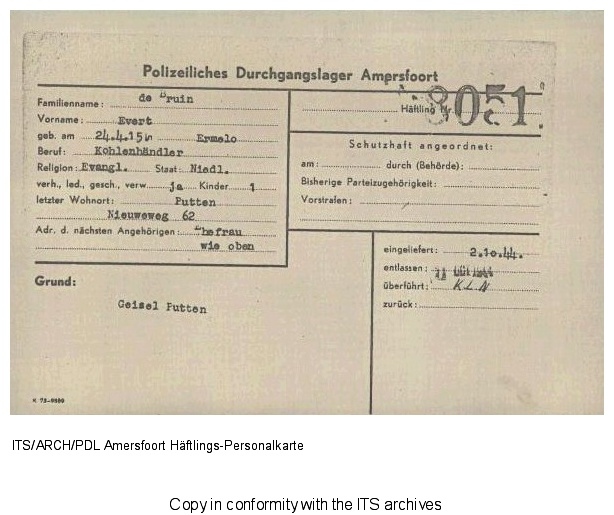 Polizeiliches Durchgangslager Amersfoort
Familienname: de Bruin
Vorname: Evert
geb. am 24.4.15 in Ermelo
Beruf: Kohlenhändler
Religion: Evangl. Staat: Niedl.
verh., led., gesch., verw. ja Kinder 1
letzter Wohnort: Putten
Nieuweweg 62
Adr. d. nächsten Angehörigen: Ehefrau
wie oben
Häftling Nr. 8051
Schutzhaft angeordnet:
am: durch (Behörde):
Bisherige Parteizugehörigkeit:
Vorstrafen:
Grund:
Geisel Putten
eingeliefert: 2.10.44.
entlassen: 11
überführt: K L N
zurück:
K 73-9889
ITS/ARCH/PDL Amersfoort Häftlings-Personalkarte
Copy in conformity with the ITS archives